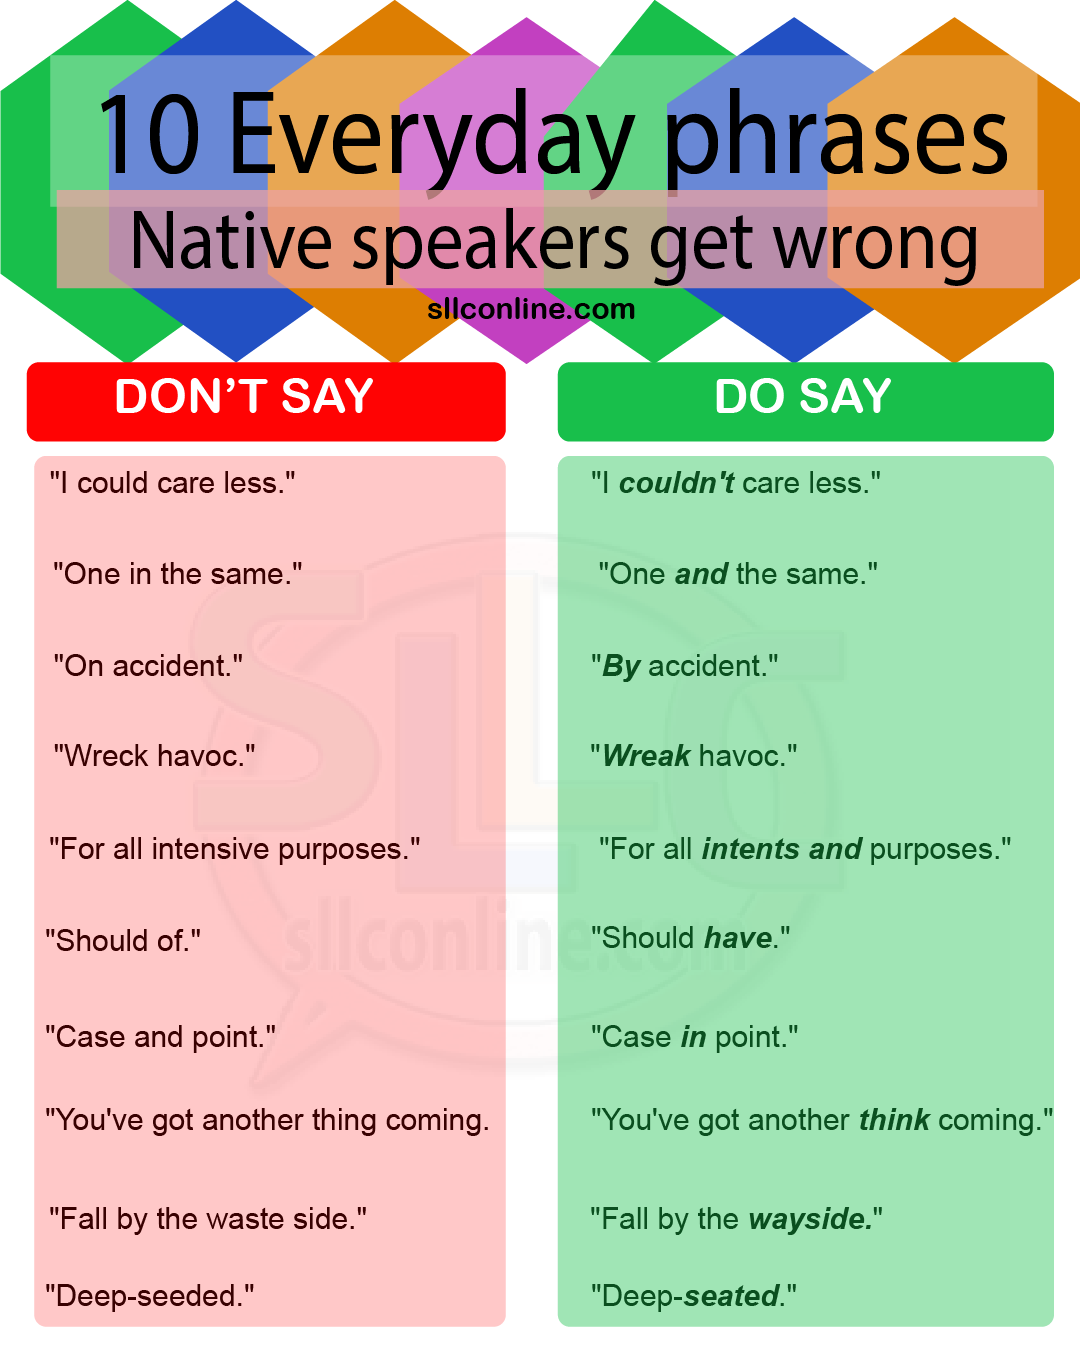 10 Everyday phrases
Native speakers get wrong
sllconline.com
DON'T SAY
DO SAY
"I could care less."
"I couldn't care less."
"One in the same."
"One and the same."
"On accident."
"By accident."
"Wreck havoc."
"Wreak havoc."
"For all intensive purposes."
"For all intents and purposes."
"Should of."
"Should have."
"Case and point."
"Case in point."
"You've got another thing coming.
"You've got another think coming."
"Fall by the waste side."
"Fall by the wayside."
"Deep-seeded."
"Deep-seated."
SLLC
sllconline.com